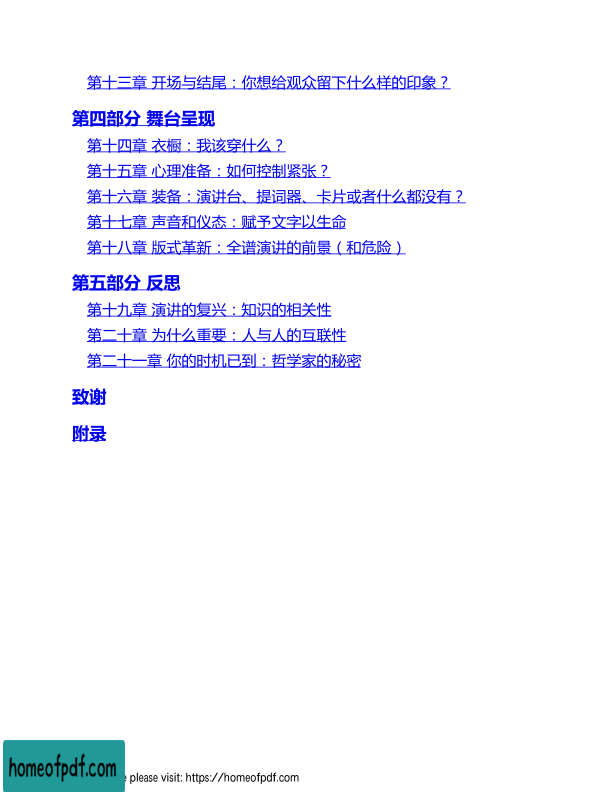 第十三章 开场与结尾：你想给观众留下什么样的印象？
第四部分 舞台呈现
第十四章 衣橱：我该穿什么？
第十五章 心理准备：如何控制紧张？
第十六章 装备：演讲台、提词器、卡片或者什么都没有？
第十七章 声音和仪态：赋予文字以生命
第十八章 版式革新：全谱演讲的前景（和危险）
第五部分 反思
第十九章 演讲的复兴：知识的相关性
第二十章 为什么重要：人与人的互联性
第二十一章 你的时机已到：哲学家的秘密
致谢
附录
homeofpdf.com
please visit: https://homeofpdf.com